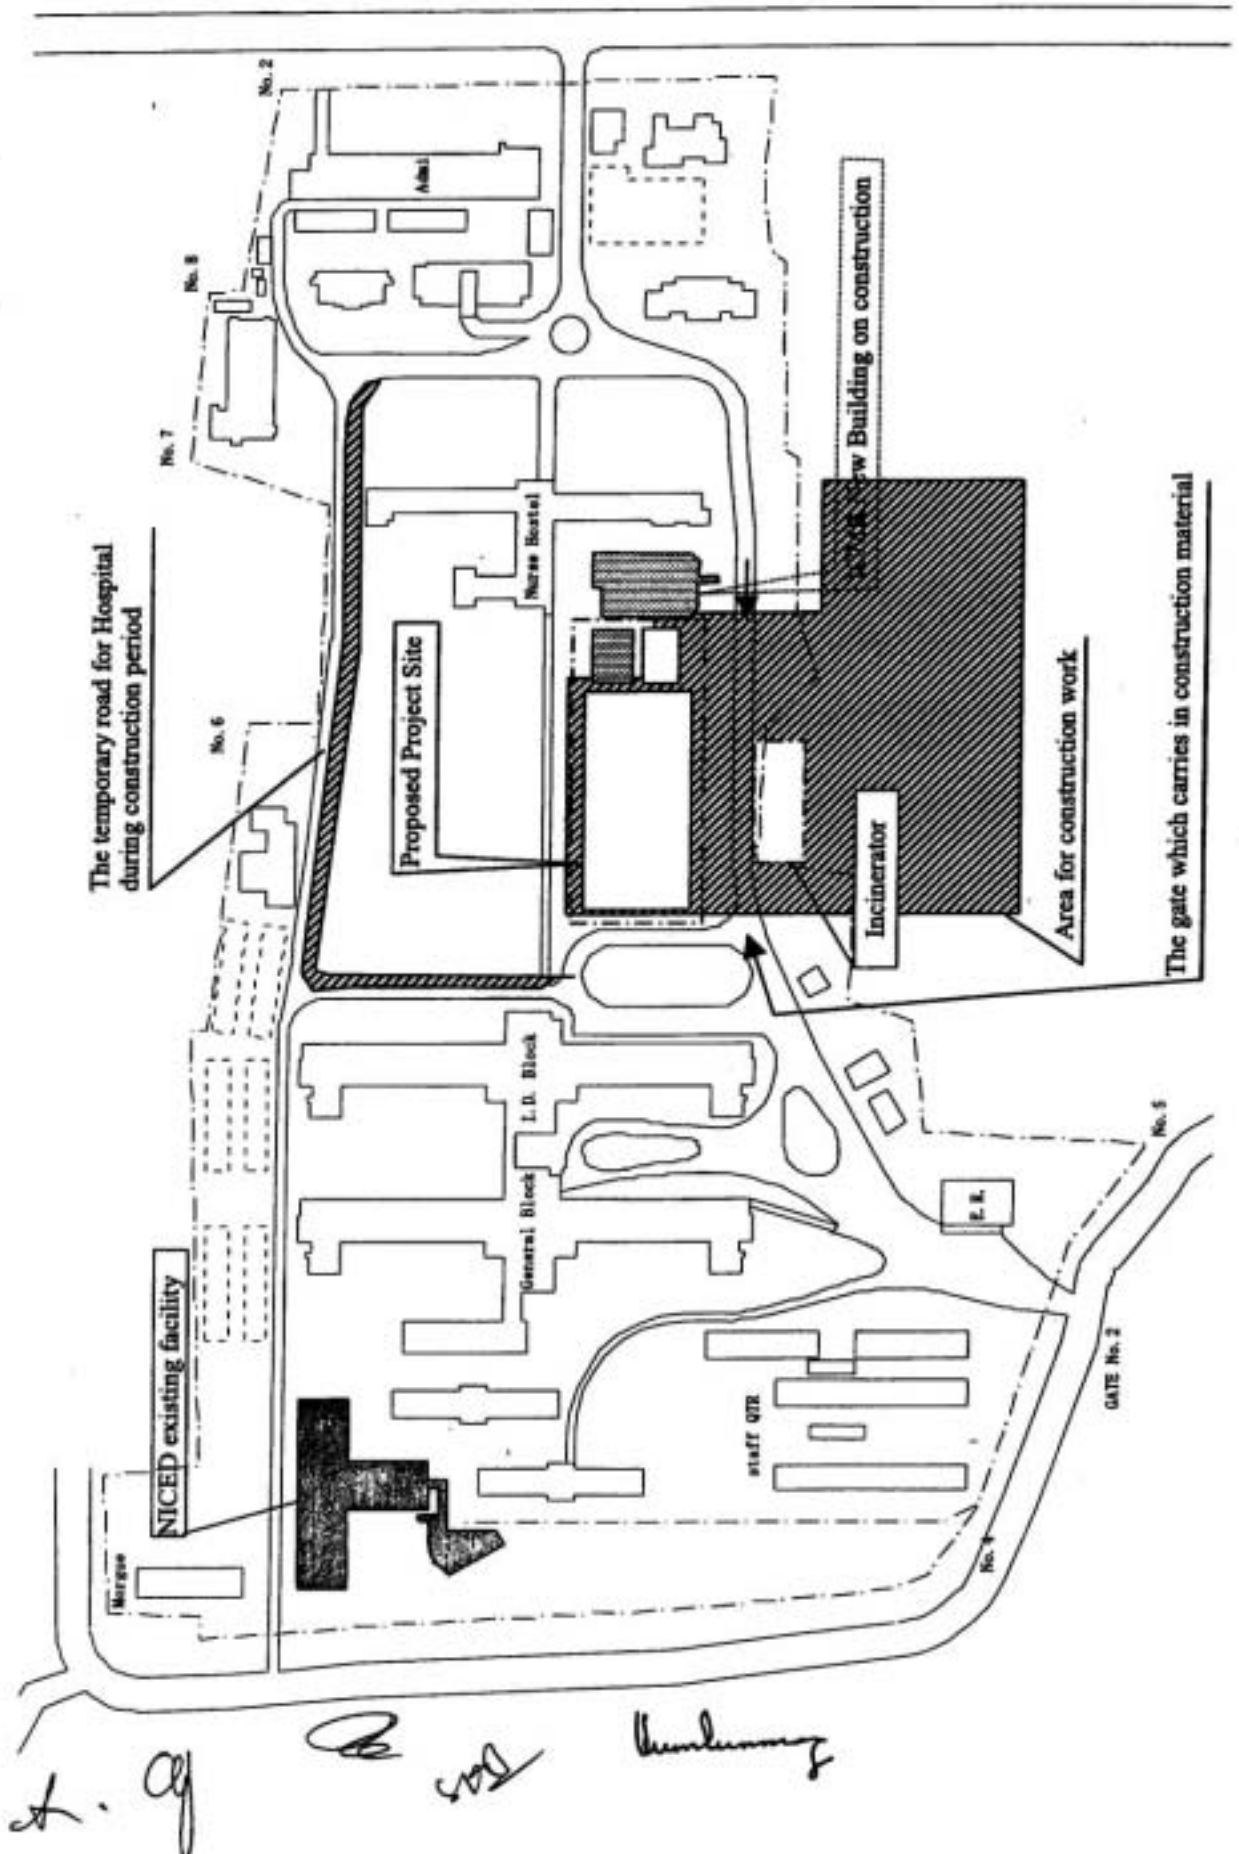 The temporary road for Hospital
during construction period
No. 2
No. 8
No. 7
No. 6
Admi
Nurse Hostel
Proposed Project Site
New Building on construction
Incinerator
Area for construction work
The gate which carries in construction material
I.D. Block
General Block
NICED existing facility
Morgue
staff QTR
E.R.
No. 5
GATE No. 2
No. 4